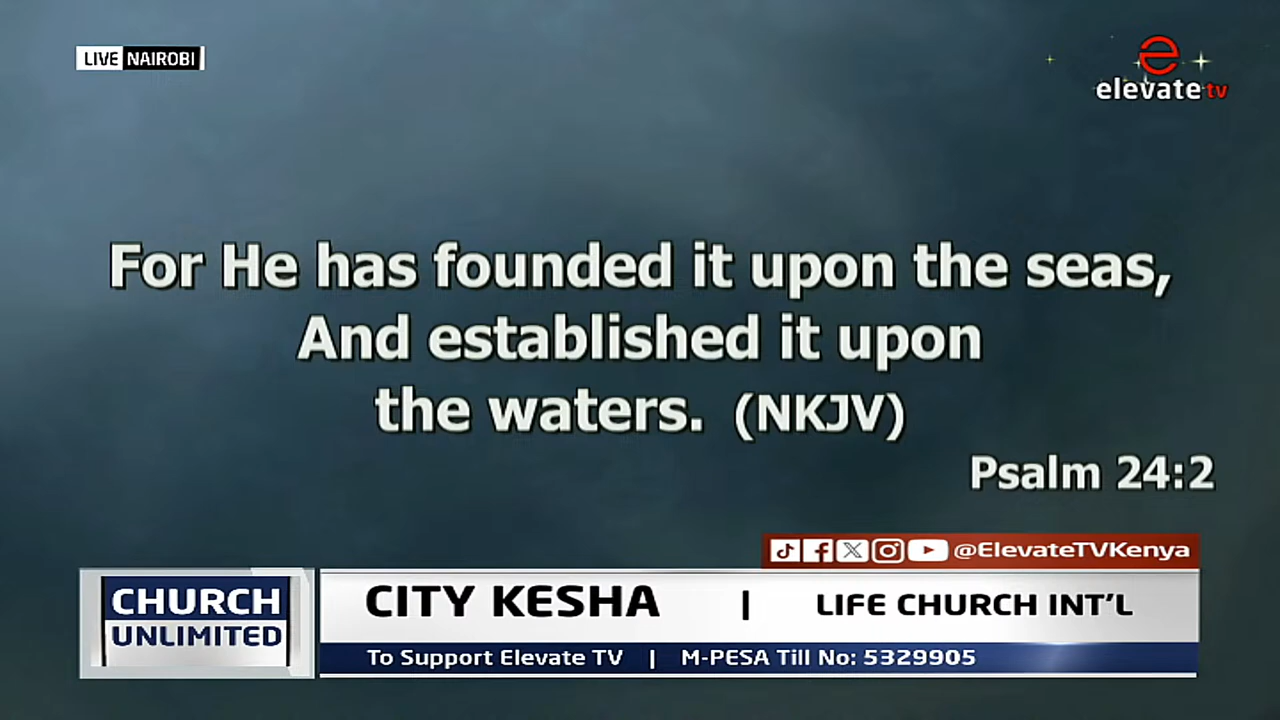 LIVE NAIROBI
elevate tv
For He has founded it upon the seas,
And established it upon
the waters. (NKJV)
Psalm 24:2
@ElevateTVKenya
CHURCH
UNLIMITED
CITY KESHA | LIFE CHURCH INT'L
To Support Elevate TV | M-PESA Till No: 5329905